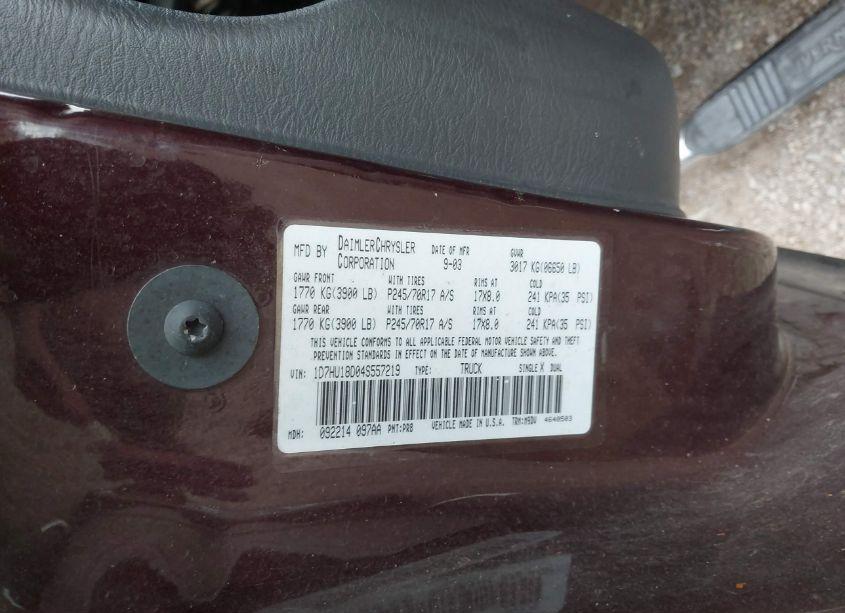 MFD BY DAIMLERCHRYSLER CORPORATION DATE OF MFR 9-03 GVWR 3017 KG(06650 LB)
GAWR FRONT WITH TIRES RIMS AT COLD
1770 KG(3900 LB) P245/70R17 A/S 17X8.0 241 KPA(35 PSI)
GAWR REAR WITH TIRES RIMS AT COLD
1770 KG(3900 LB) P245/70R17 A/S 17X8.0 241 KPA(35 PSI)
THIS VEHICLE CONFORMS TO ALL APPLICABLE FEDERAL MOTOR VEHICLE SAFETY AND THEFT
PREVENTION STANDARDS IN EFFECT ON THE DATE OF MANUFACTURE SHOWN ABOVE.
VIN: 1D7HU18D04S557219 TYPE: TRUCK SINGLE X DUAL
MDH: 092214 097AA PNT:PR8 VEHICLE MADE IN U.S.A. TRM:M9DV 4640503